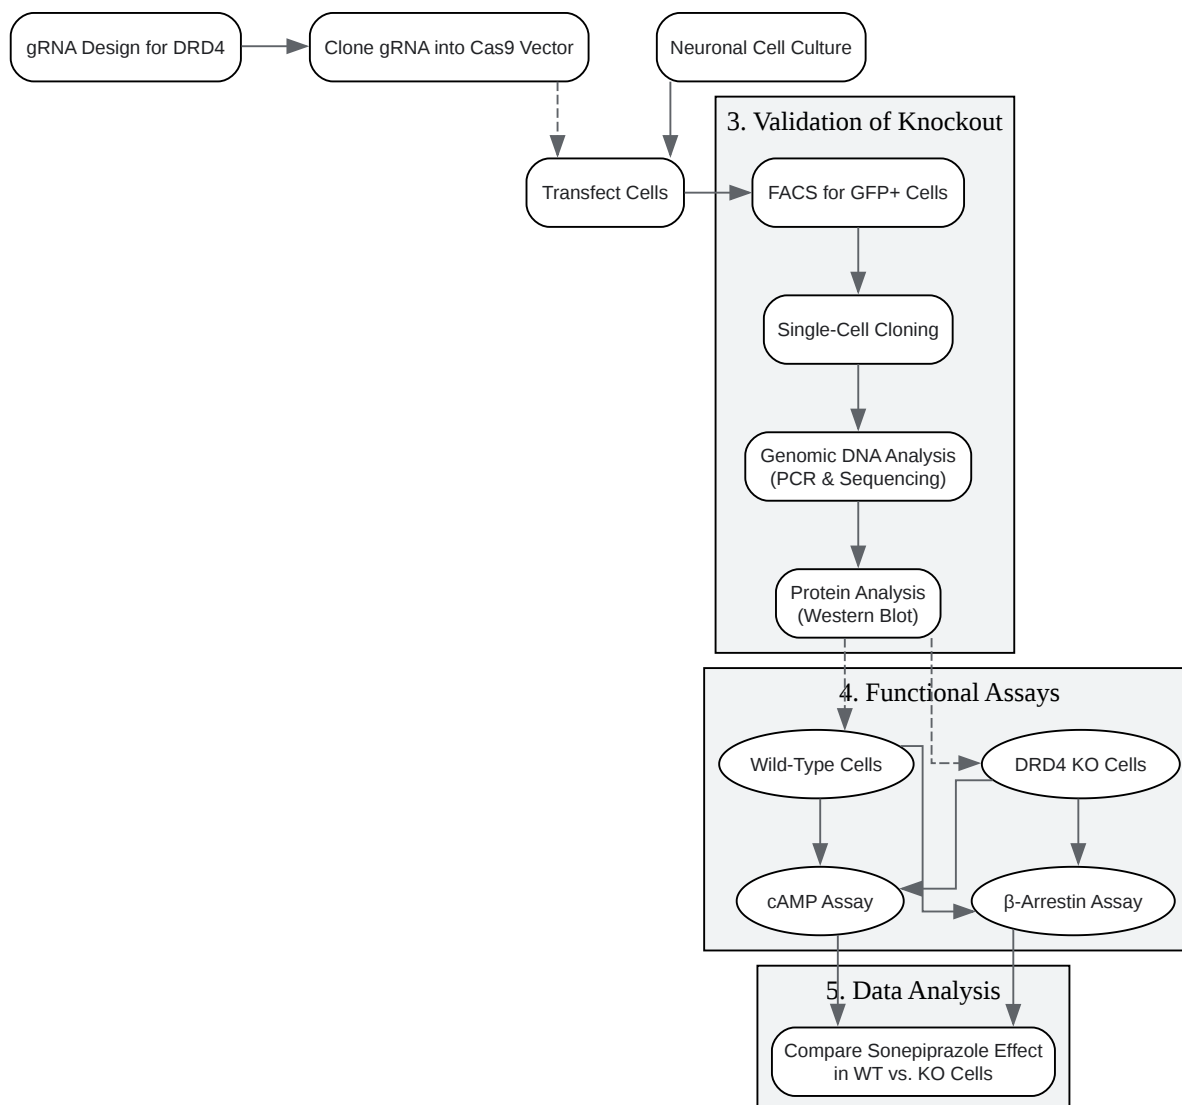 gRNA Design for DRD4
Clone gRNA into Cas9 Vector
Neuronal Cell Culture
3. Validation of Knockout
Transfect Cells
FACS for GFP+ Cells
Single-Cell Cloning
Genomic DNA Analysis
(PCR & Sequencing)
Protein Analysis
(Western Blot)
4. Functional Assays
Wild-Type Cells
DRD4 KO Cells
cAMP Assay
β-Arrestin Assay
5. Data Analysis
Compare Sonepiprazole Effect
in WT vs. KO Cells